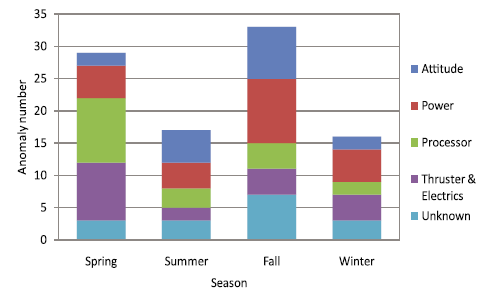 35
30
25
20
15
10
5
0
Anomaly number
Spring Summer Fall Winter
Season
Attitude
Power
Processor
Thruster &
Electrics
Unknown